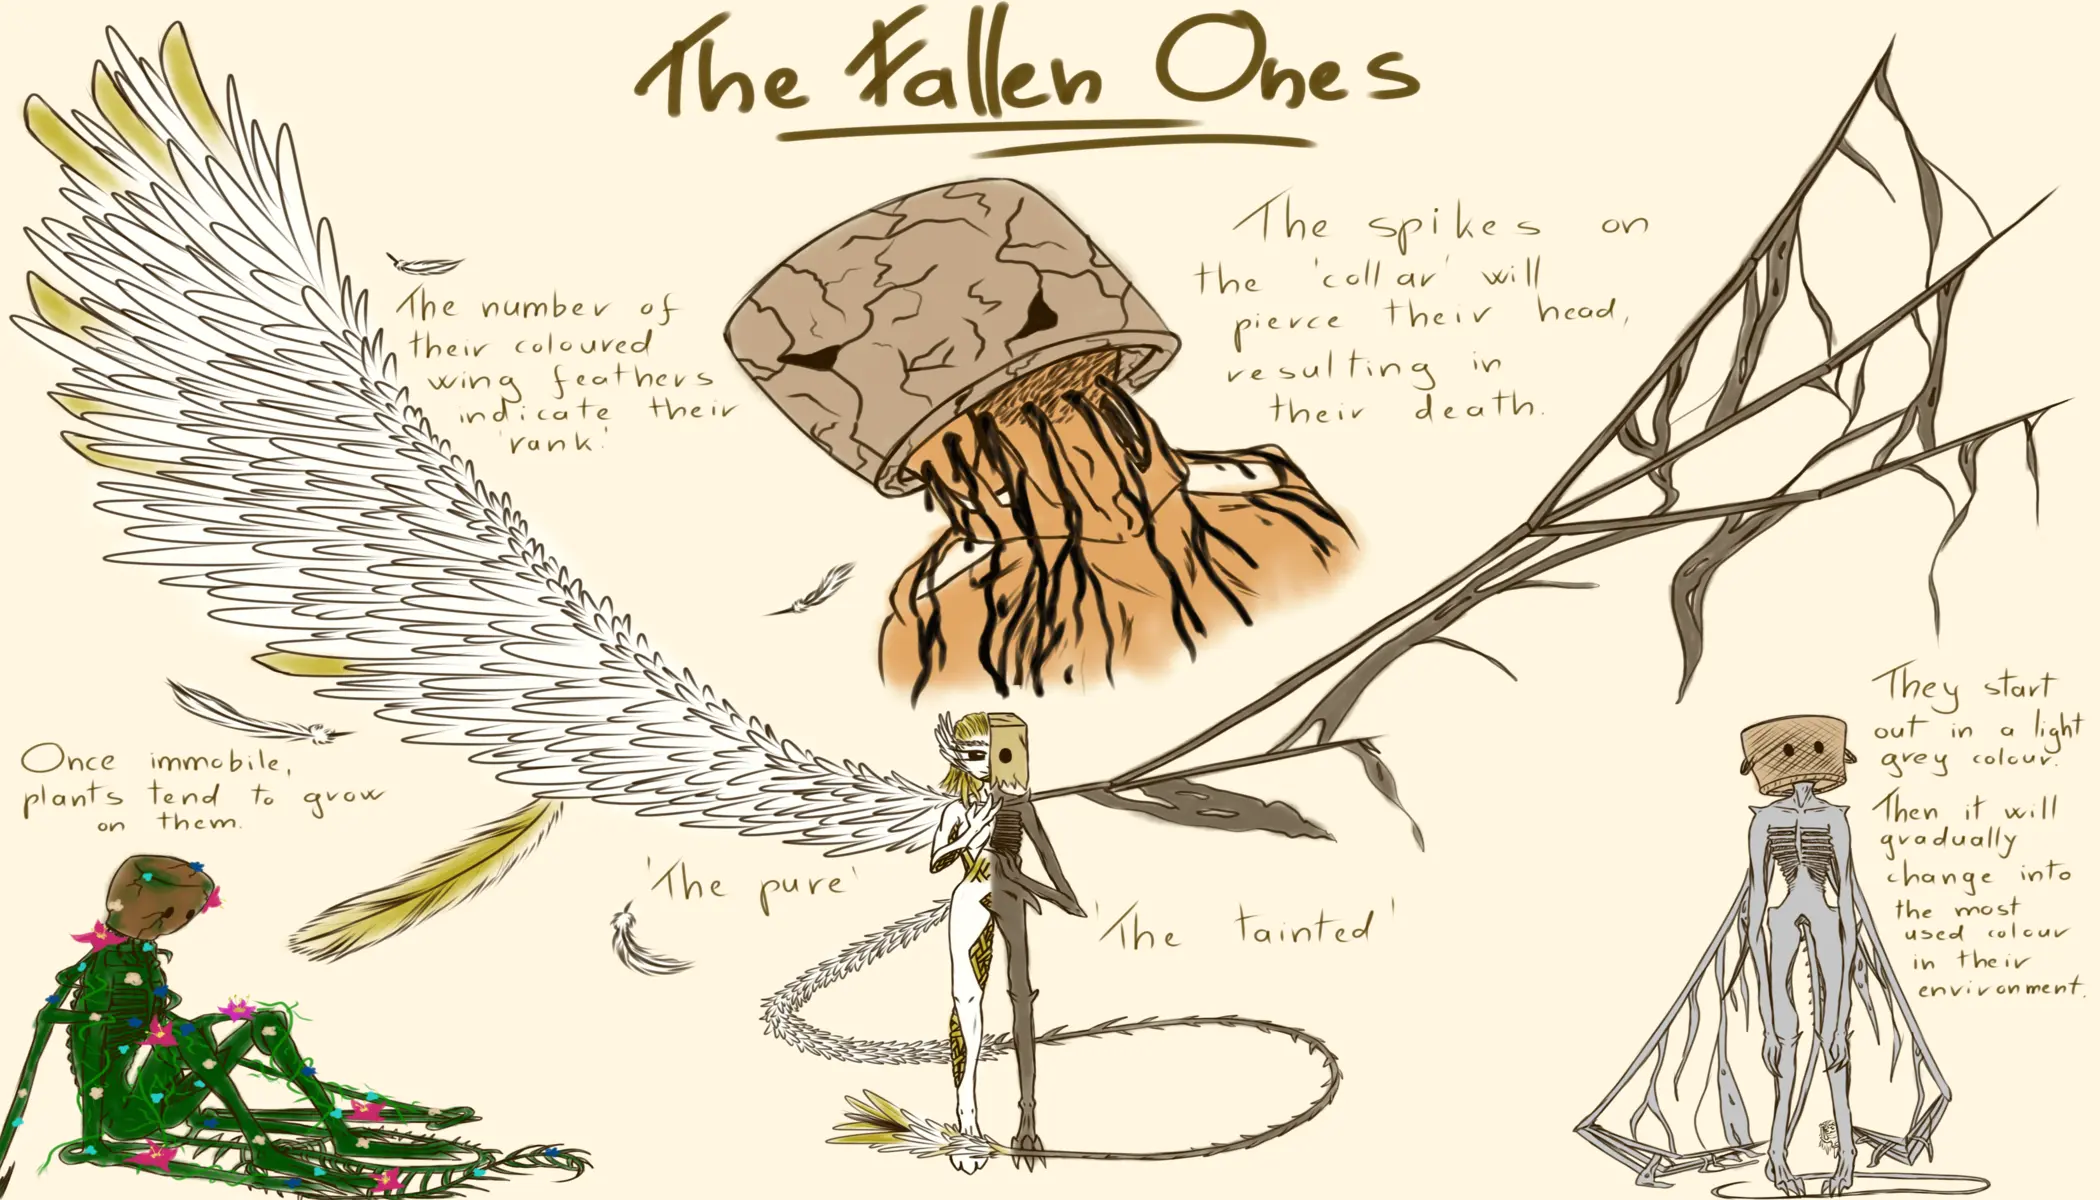 The Fallen Ones
The number of
their coloured
wing feathers
indicate their
'rank'.
The spikes on
the 'collar' will
pierce their head,
resulting in
their death.
Once immobile,
plants tend to grow
on them.
'The pure'
'The tainted'
They start
out in a light
grey colour.
Then it will
gradually
change into
the most
used colour
in their
environment.